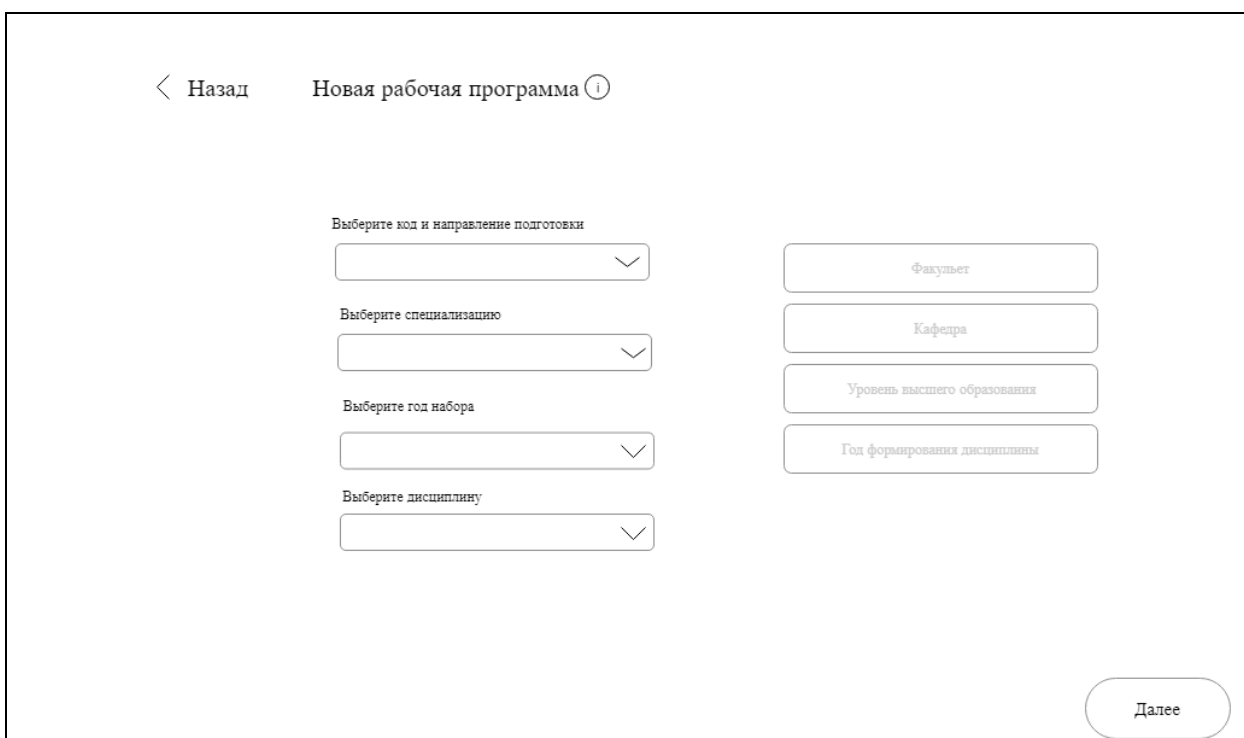 Назад
Новая рабочая программа i
Выберите код и направление подготовки
Выберите специализацию
Выберите год набора
Выберите дисциплину
Факульет
Кафедра
Уровень высшего образования
Год формирования дисциплины
Далее